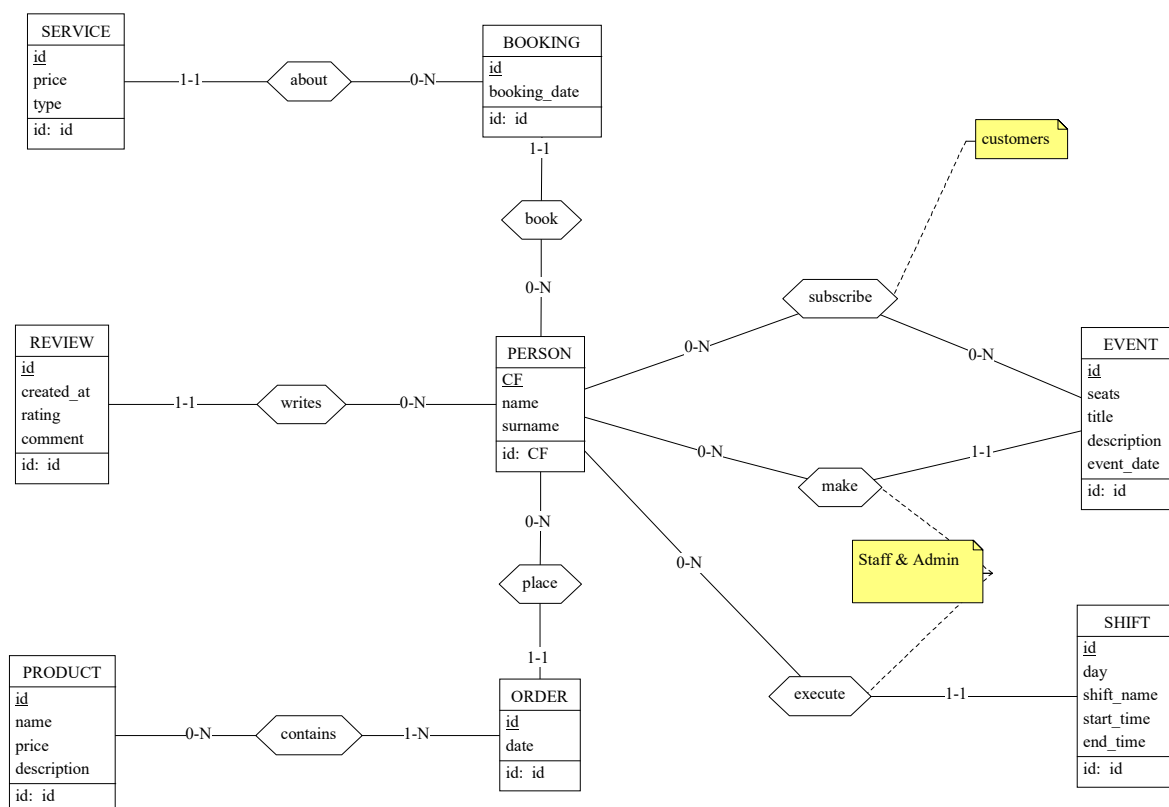 SERVICE
id
price
type
id: id
1-1
about
0-N
BOOKING
id
booking_date
id: id
1-1
book
0-N
customers
subscribe
0-N
0-N
REVIEW
id
created_at
rating
comment
id: id
1-1
writes
0-N
PERSON
CF
name
surname
id: CF
EVENT
id
seats
title
description
event_date
id: id
0-N
make
1-1
Staff & Admin
0-N
place
1-1
0-N
execute
1-1
SHIFT
id
day
shift_name
start_time
end_time
id: id
PRODUCT
id
name
price
description
id: id
0-N
contains
1-N
ORDER
id
date
id: id